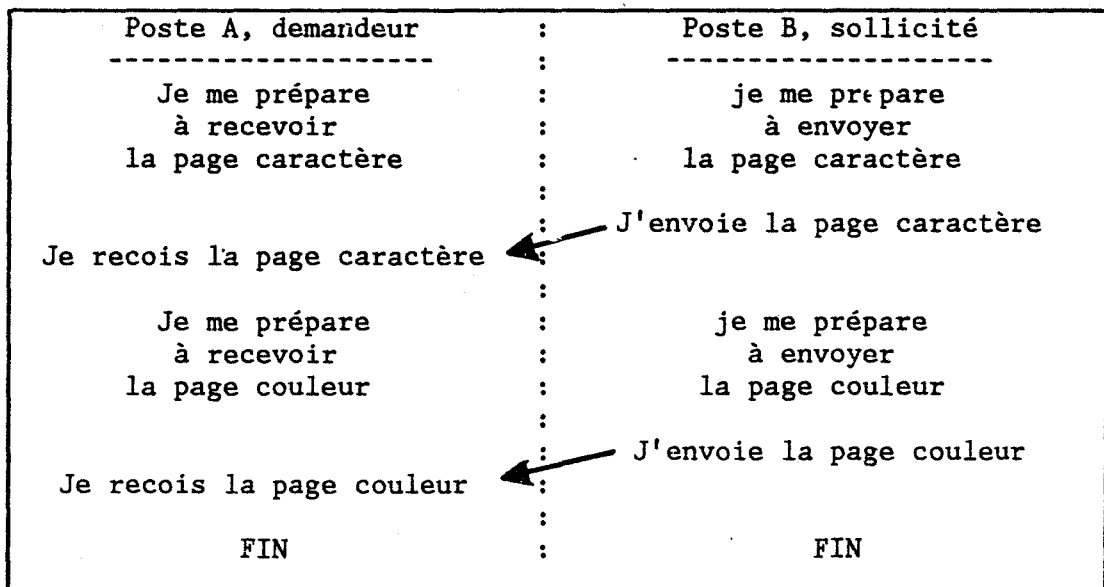 Poste A, demandeur : Poste B, sollicité
--------------------- : ---------------------
Je me prépare : je me prépare
à recevoir : à envoyer
la page caractère : la page caractère
:
: J'envoie la page caractère
Je recois la page caractère :
:
Je me prépare : je me prépare
à recevoir : à envoyer
la page couleur : la page couleur
:
: J'envoie la page couleur
Je recois la page couleur :
:
FIN : FIN